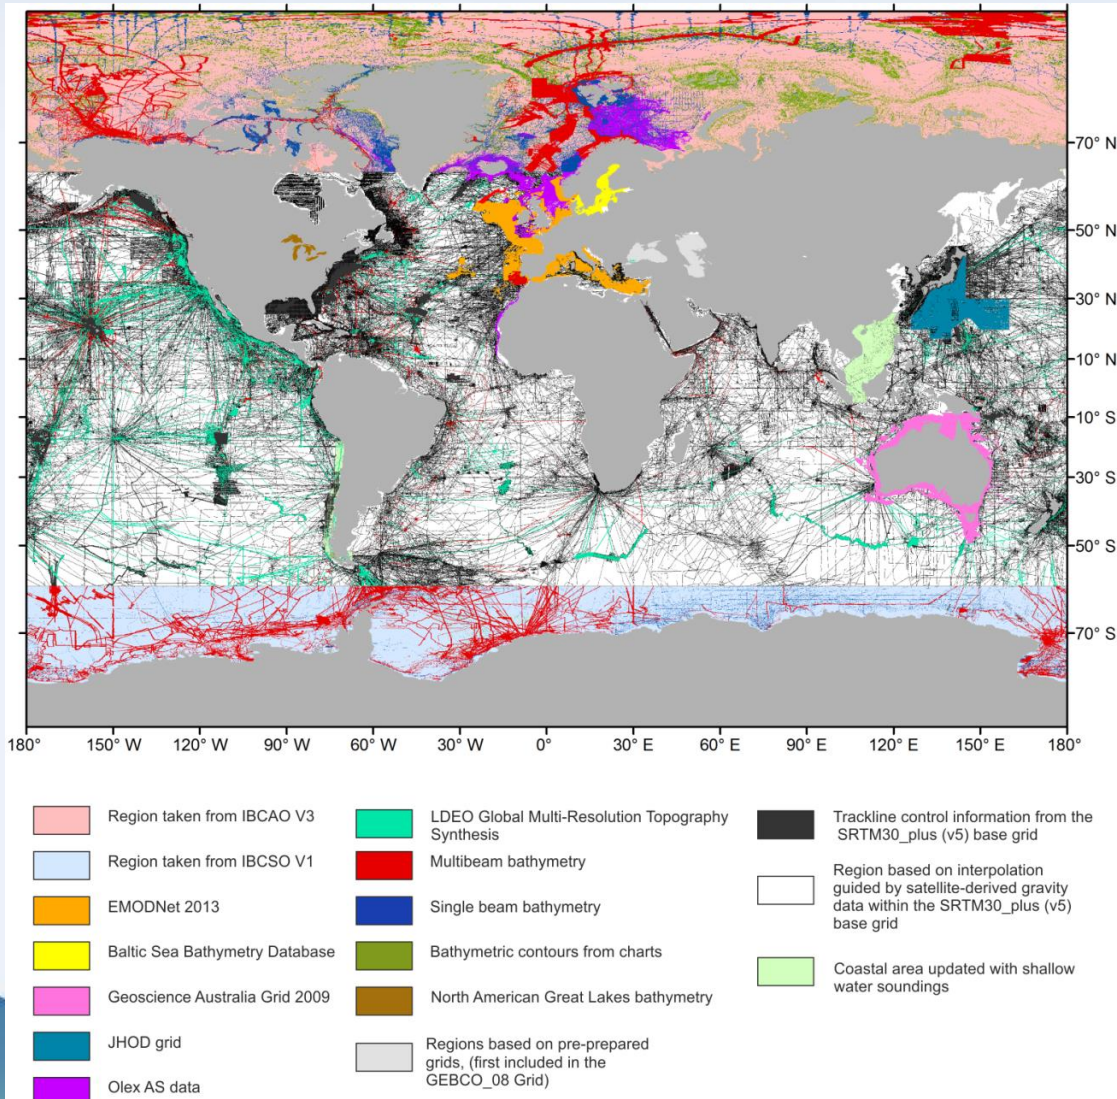 70° N
50° N
30° N
10° N
10° S
30° S
50° S
70° S
180° 150° W 120° W 90° W 60° W 30° W 0° 30° E 60° E 90° E 120° E 150° E 180°
Region taken from IBCAO V3
Region taken from IBCSO V1
EMODNet 2013
Baltic Sea Bathymetry Database
Geoscience Australia Grid 2009
JHOD grid
Olex AS data
LDEO Global Multi-Resolution Topography
Synthesis
Multibeam bathymetry
Single beam bathymetry
Bathymetric contours from charts
North American Great Lakes bathymetry
Regions based on pre-prepared
grids, (first included in the
GEBCO_08 Grid)
Trackline control information from the
SRTM30_plus (v5) base grid
Region based on interpolation
guided by satellite-derived gravity
data within the SRTM30_plus (v5)
base grid
Coastal area updated with shallow
water soundings